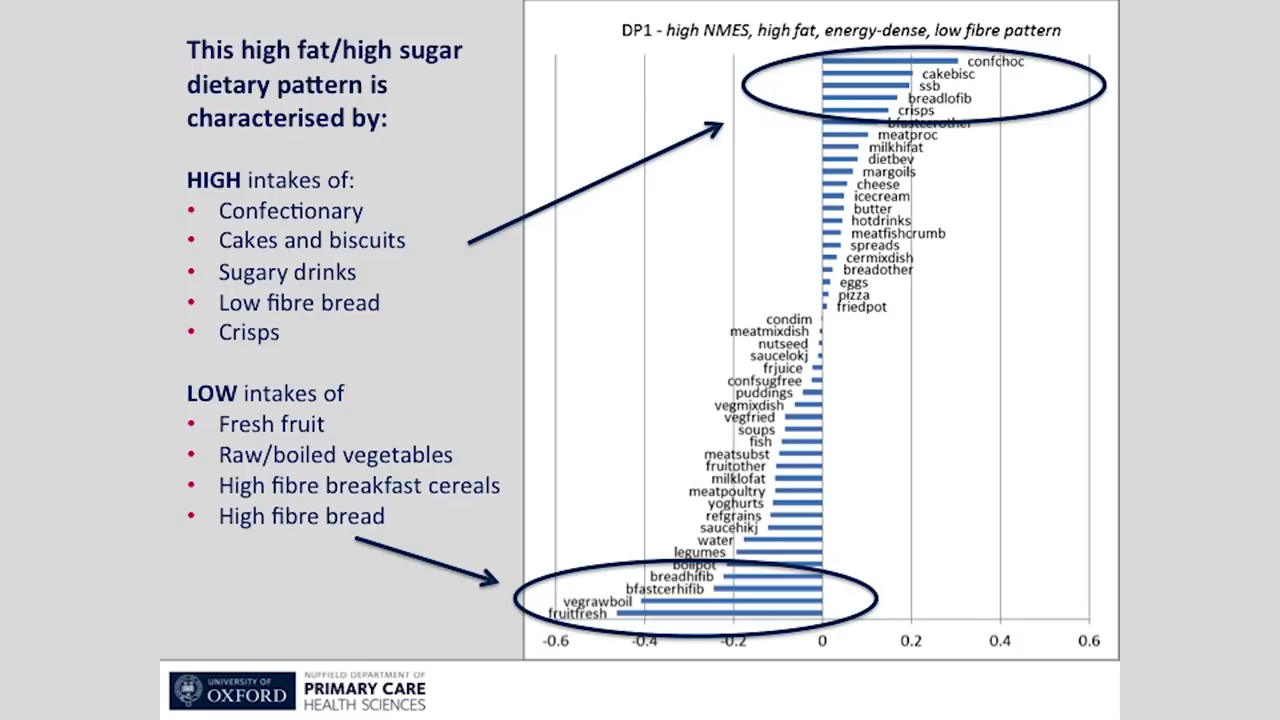 This high fat/high sugar
dietary pattern is
characterised by:
HIGH intakes of:
• Confectionary
• Cakes and biscuits
• Sugary drinks
• Low fibre bread
• Crisps
LOW intakes of
• Fresh fruit
• Raw/boiled vegetables
• High fibre breakfast cereals
• High fibre bread
DP1 - high NMES, high fat, energy-dense, low fibre pattern
confchoc
cakebisc
ssb
breadlofib
crisps
bfastcerother
meatproc
milkhifat
dietbev
margoils
cheese
icecream
butter
hotdrinks
meatfishcrumb
spreads
cermixdish
breadother
eggs
pizza
friedpot
condim
meatmixdish
nutseed
saucelokj
frjuice
confsugfree
puddings
vegmixdish
vegfried
soups
fish
meatsubst
fruitother
milklofat
meatpoultry
yoghurts
refgrains
saucehikj
water
legumes
boilpot
breadhifib
bfastcerhifib
vegrawboil
fruitfresh
-0.6 -0.4 -0.2 0 0.2 0.4 0.6
UNIVERSITY OF
OXFORD
NUFFIELD DEPARTMENT OF
PRIMARY CARE
HEALTH SCIENCES